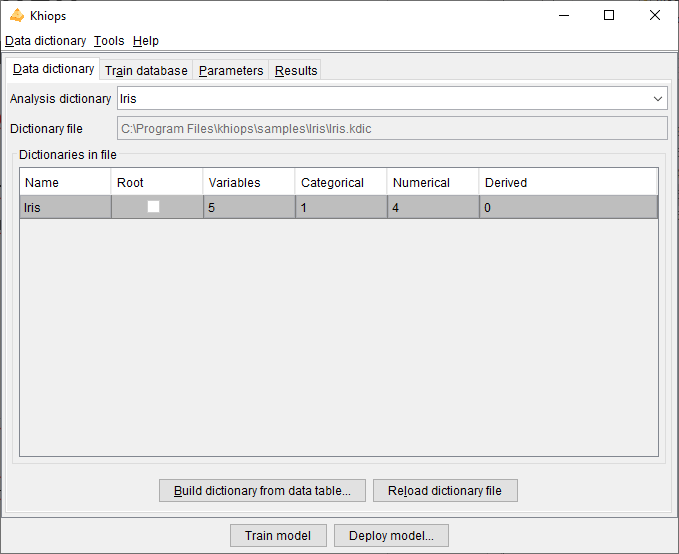 Khiops
Data dictionary Tools Help
Data dictionary Train database Parameters Results
Analysis dictionary Iris
Dictionary file C:\Program Files\khiops\samples\Iris\Iris.kdic
Dictionaries in file
Name Root Variables Categorical Numerical Derived
Iris 5 1 4 0
Build dictionary from data table... Reload dictionary file
Train model Deploy model...